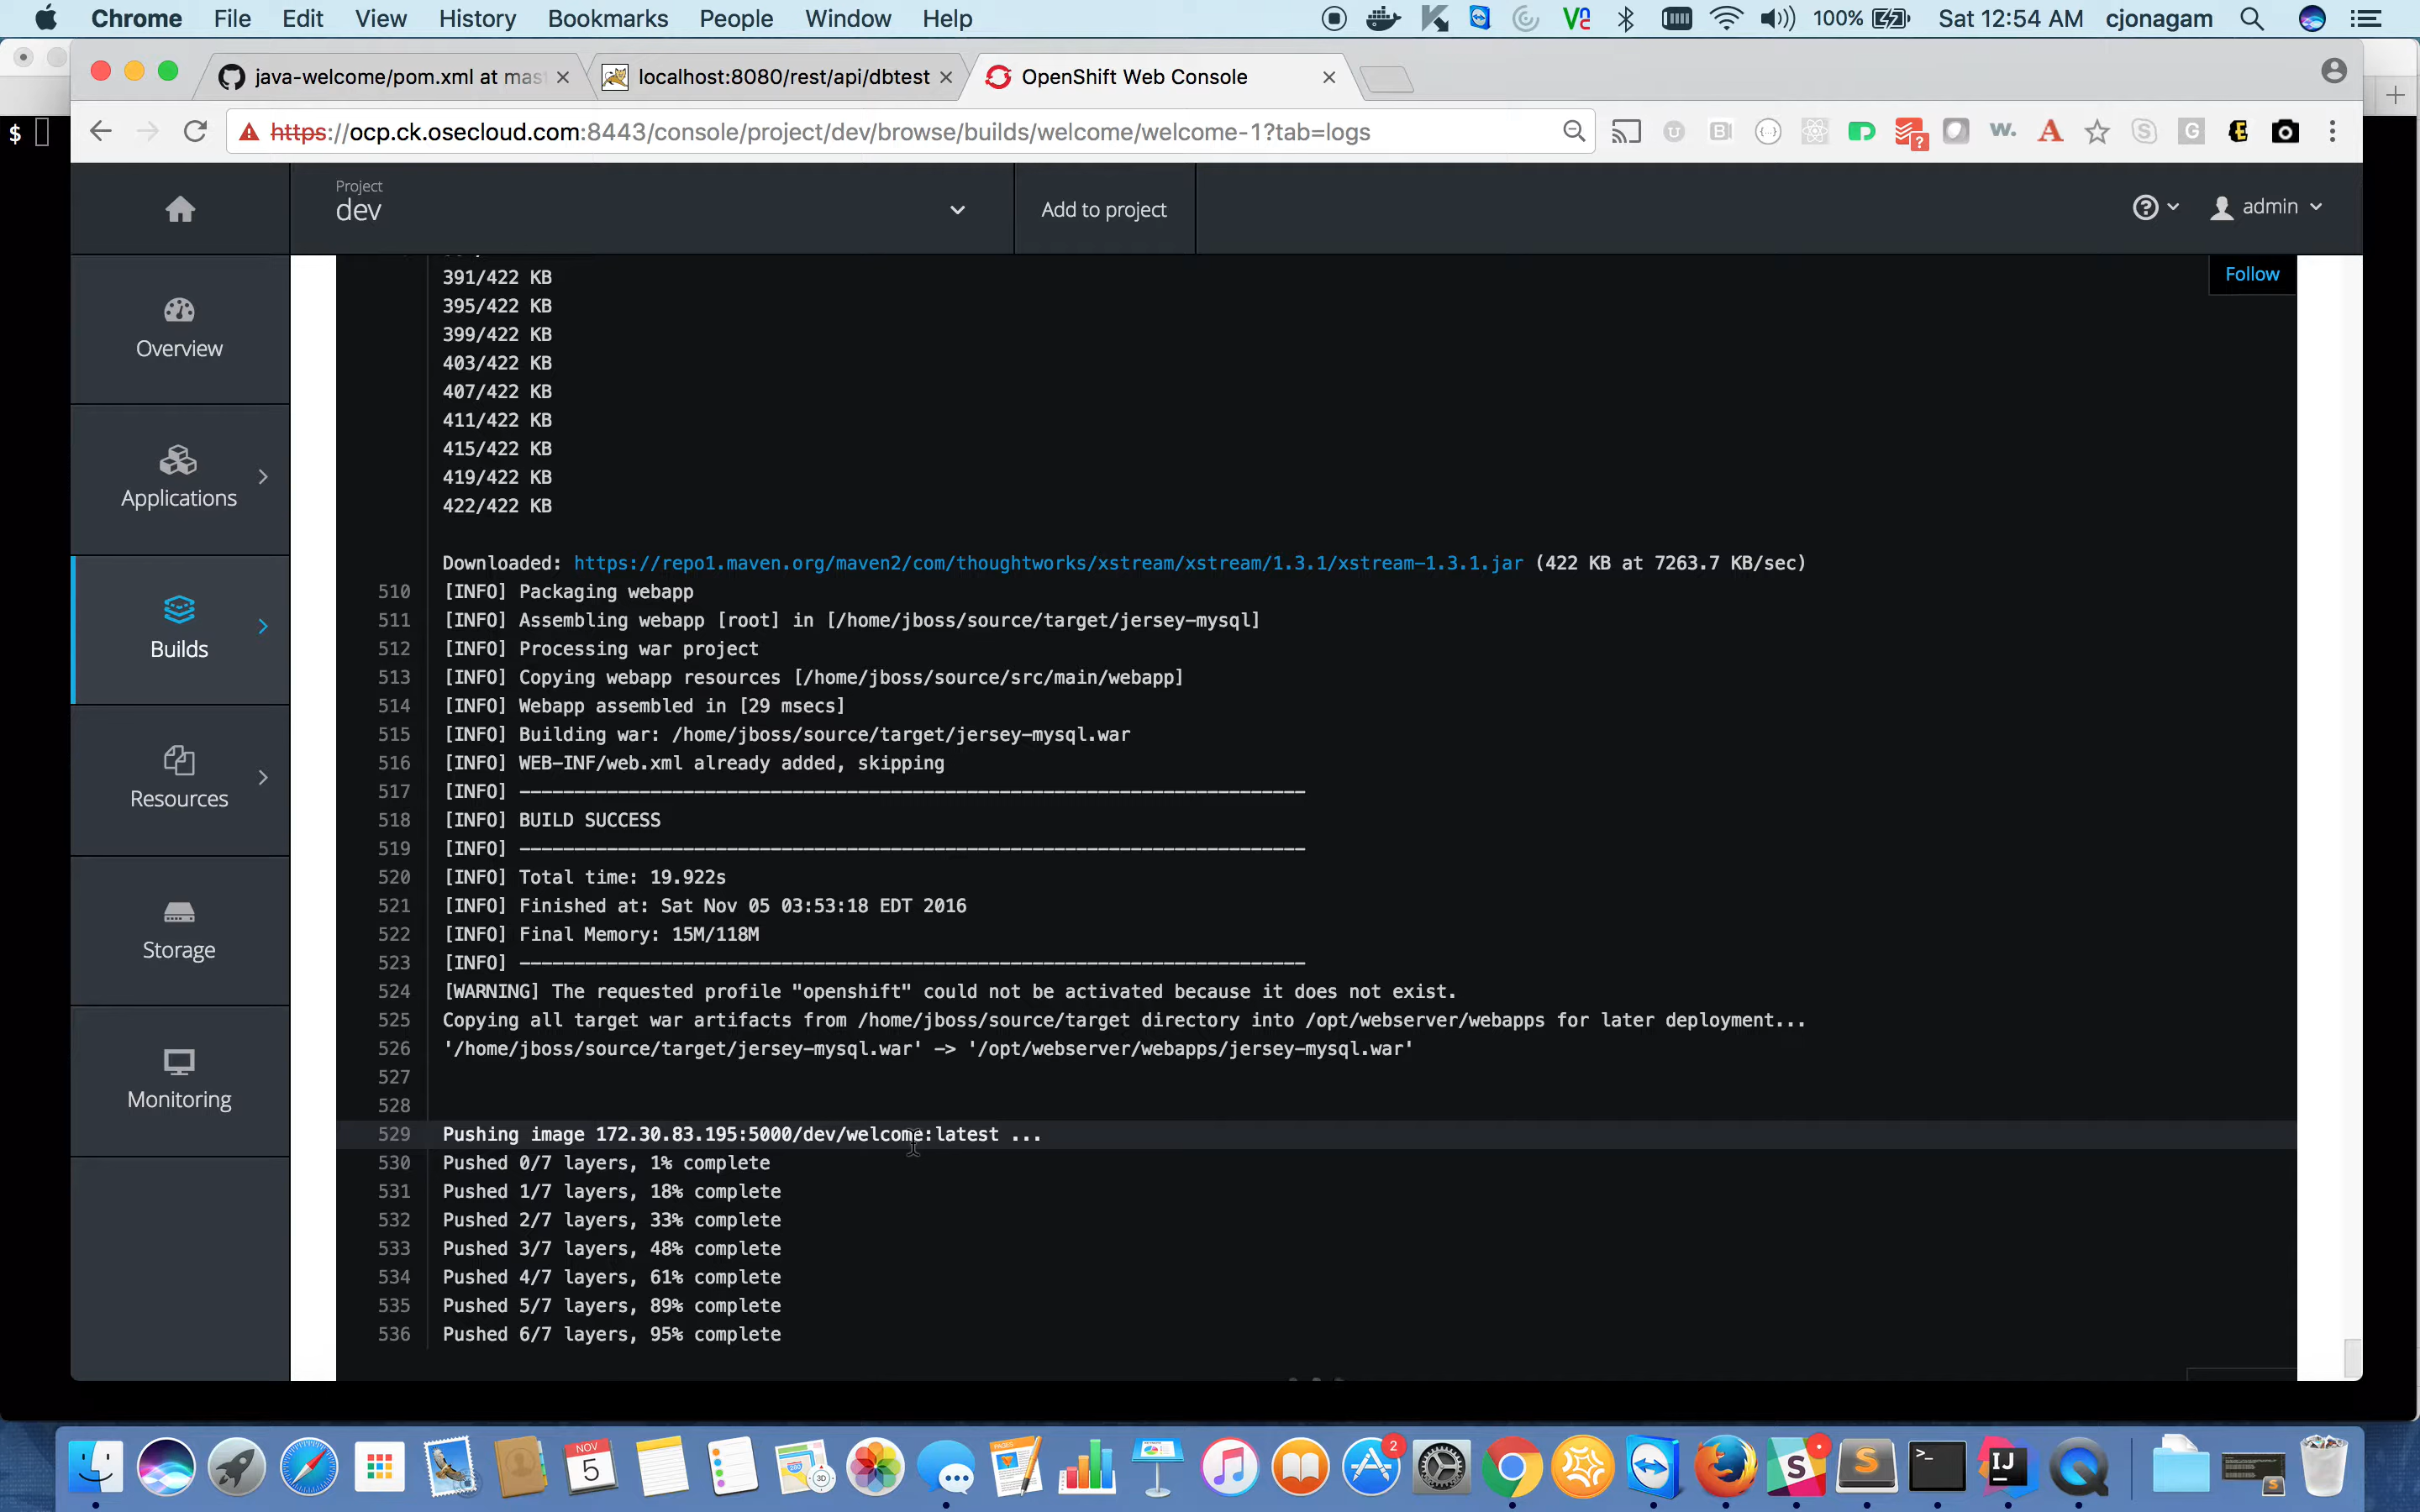 Chrome File Edit View History Bookmarks People Window Help 100% Sat 12:54 AM cjonagam
java-welcome/pom.xml at mast localhost:8080/rest/api/dbtest OpenShift Web Console
$
https://ocp.ck.osecloud.com:8443/console/project/dev/browse/builds/welcome/welcome-1?tab=logs
Project
dev
Add to project
admin
Follow
Overview
Applications
Builds
Resources
Storage
Monitoring
391/422 KB
395/422 KB
399/422 KB
403/422 KB
407/422 KB
411/422 KB
415/422 KB
419/422 KB
422/422 KB
Downloaded: https://repo1.maven.org/maven2/com/thoughtworks/xstream/xstream/1.3.1/xstream-1.3.1.jar (422 KB at 7263.7 KB/sec)
510 [INFO] Packaging webapp
511 [INFO] Assembling webapp [root] in [/home/jboss/source/target/jersey-mysql]
512 [INFO] Processing war project
513 [INFO] Copying webapp resources [/home/jboss/source/src/main/webapp]
514 [INFO] Webapp assembled in [29 msecs]
515 [INFO] Building war: /home/jboss/source/target/jersey-mysql.war
516 [INFO] WEB-INF/web.xml already added, skipping
517 [INFO] ------------------------------------------------------------------------
518 [INFO] BUILD SUCCESS
519 [INFO] ------------------------------------------------------------------------
520 [INFO] Total time: 19.922s
521 [INFO] Finished at: Sat Nov 05 03:53:18 EDT 2016
522 [INFO] Final Memory: 15M/118M
523 [INFO] ------------------------------------------------------------------------
524 [WARNING] The requested profile "openshift" could not be activated because it does not exist.
525 Copying all target war artifacts from /home/jboss/source/target directory into /opt/webserver/webapps for later deployment...
526 '/home/jboss/source/target/jersey-mysql.war' -> '/opt/webserver/webapps/jersey-mysql.war'
527
528
529 Pushing image 172.30.83.195:5000/dev/welcome:latest ...
530 Pushed 0/7 layers, 1% complete
531 Pushed 1/7 layers, 18% complete
532 Pushed 2/7 layers, 33% complete
533 Pushed 3/7 layers, 48% complete
534 Pushed 4/7 layers, 61% complete
535 Pushed 5/7 layers, 89% complete
536 Pushed 6/7 layers, 95% complete
NOV
5
2
IJ